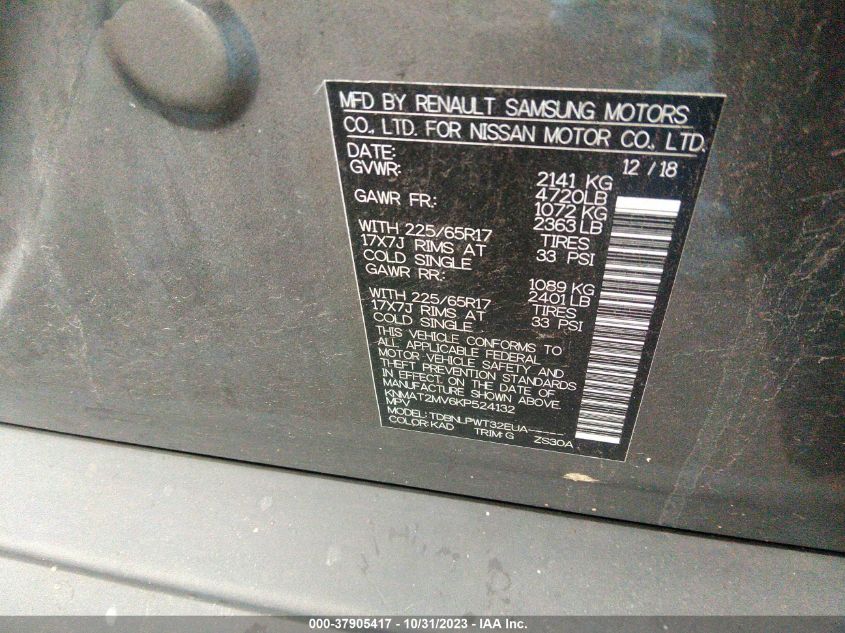 MFD BY RENAULT SAMSUNG MOTORS
CO., LTD. FOR NISSAN MOTOR CO., LTD.
DATE: 12 / 18
GVWR: 2141 KG
4720LB
GAWR FR: 1072 KG
2363 LB
WITH 225/65R17 TIRES
17X7J RIMS AT 33 PSI
COLD SINGLE
GAWR RR: 1089 KG
2401 LB
WITH 225/65R17 TIRES
17X7J RIMS AT 33 PSI
COLD SINGLE
THIS VEHICLE CONFORMS TO
ALL APPLICABLE FEDERAL
MOTOR VEHICLE SAFETY AND
THEFT PREVENTION STANDARDS
IN EFFECT ON THE DATE OF
MANUFACTURE SHOWN ABOVE.
KNMAT2MV6KP524132
MPV
MODEL: TDBNLPWT32EUA-----
COLOR: KAD TRIM: G ZS30A
000-37905417 - 10/31/2023 - IAA Inc.